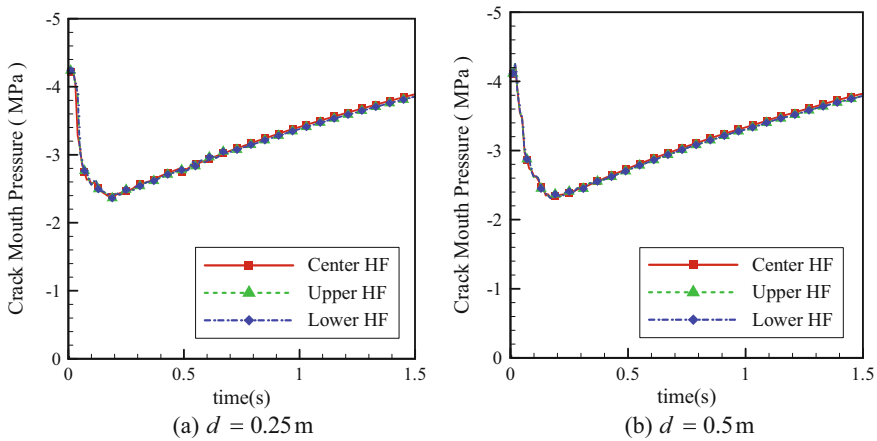 Crack Mouth Pressure ( MPa )
-5
-4
-3
-2
-1
0
0
0.5
1
1.5
time(s)
Center HF
Upper HF
Lower HF
(a) d = 0.25 m
Crack Mouth Pressure ( MPa )
-5
-4
-3
-2
-1
0
0
0.5
1
1.5
time(s)
Center HF
Upper HF
Lower HF
(b) d = 0.5 m